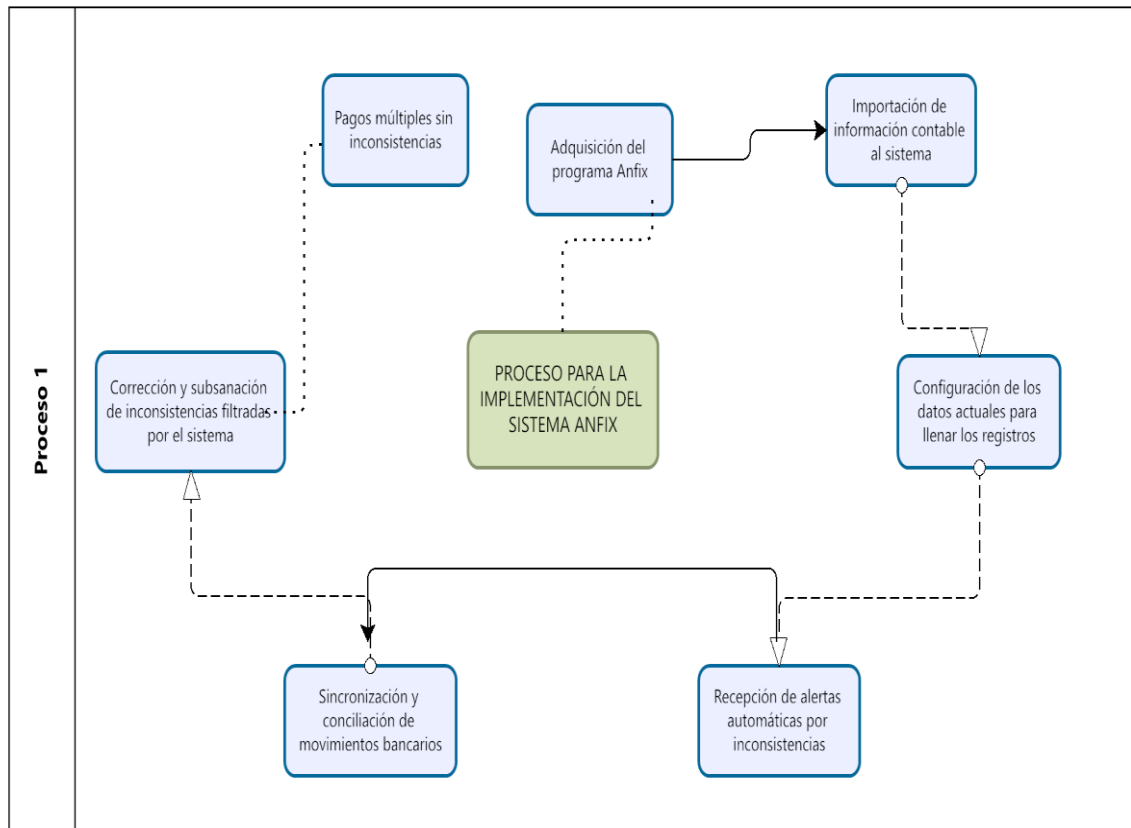 Proceso 1
Pagos múltiples sin
inconsistencias
Adquisición del
programa Anfix
Importación de
información contable
al sistema
Corrección y subsanación
de inconsistencias filtradas
por el sistema
PROCESO PARA LA
IMPLEMENTACIÓN DEL
SISTEMA ANFIX
Configuración de los
datos actuales para
llenar los registros
Sincronización y
conciliación de
movimientos bancarios
Recepción de alertas
automáticas por
inconsistencias